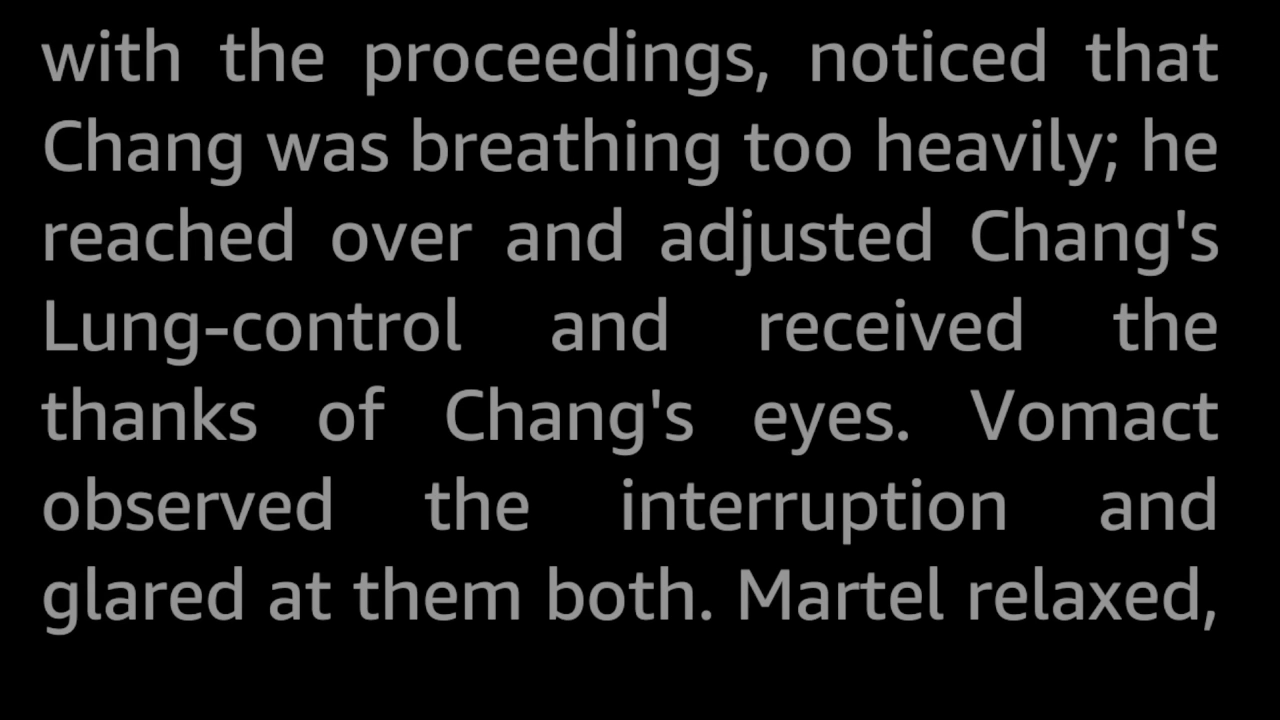 with the proceedings, noticed that
Chang was breathing too heavily; he
reached over and adjusted Chang's
Lung-control and received the
thanks of Chang's eyes. Vomact
observed the interruption and
glared at them both. Martel relaxed,